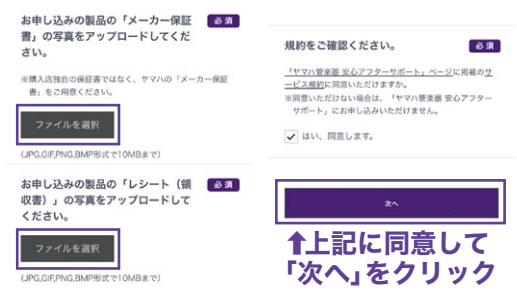 お申し込みの製品の「メーカー保証
書」の写真をアップロードしてくだ
さい。
必須
※購入店独自の保証書ではなく、ヤマハの「メーカー保証
書」をご用意ください。
ファイルを選択
(JPG,GIF,PNG,BMP形式で10MBまで)
お申し込みの製品の「レシート（領
収書）」の写真をアップロードして
ください。
必須
ファイルを選択
(JPG,GIF,PNG,BMP形式で10MBまで)
規約をご確認ください。
必須
「ヤマハ管楽器 安心アフターサポート」ページに掲載のサ
ービス規約に同意いただけますか。
※同意いただけない場合は、「ヤマハ管楽器 安心アフター
サポート」にお申し込みいただけません。
はい、同意します。
次へ
⬆上記に同意して
「次へ」をクリック